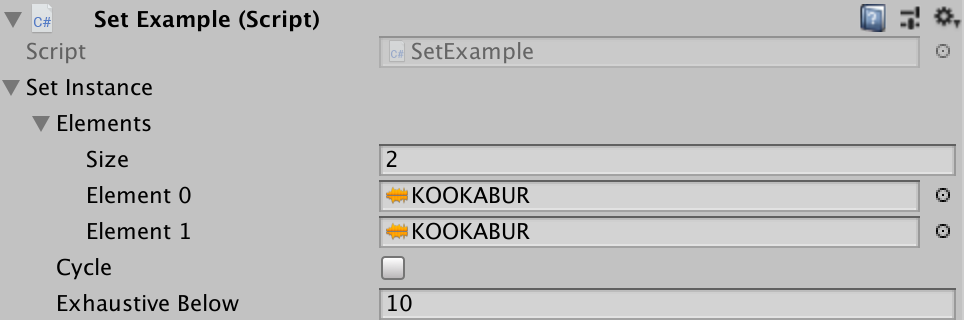 C# Set Example (Script)
Script C# SetExample
Set Instance
Elements
Size 2
Element 0 KOOKABUR
Element 1 KOOKABUR
Cycle
Exhaustive Below 10